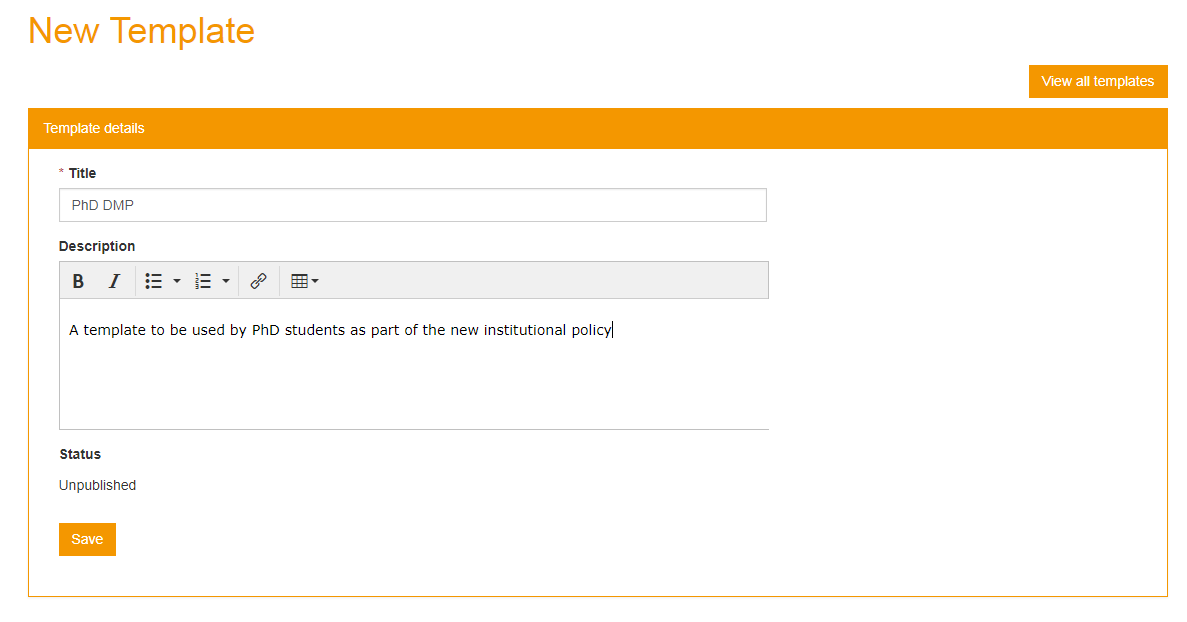 New Template
View all templates
Template details
* Title
PhD DMP
Description
B I
A template to be used by PhD students as part of the new institutional policy
Status
Unpublished
Save